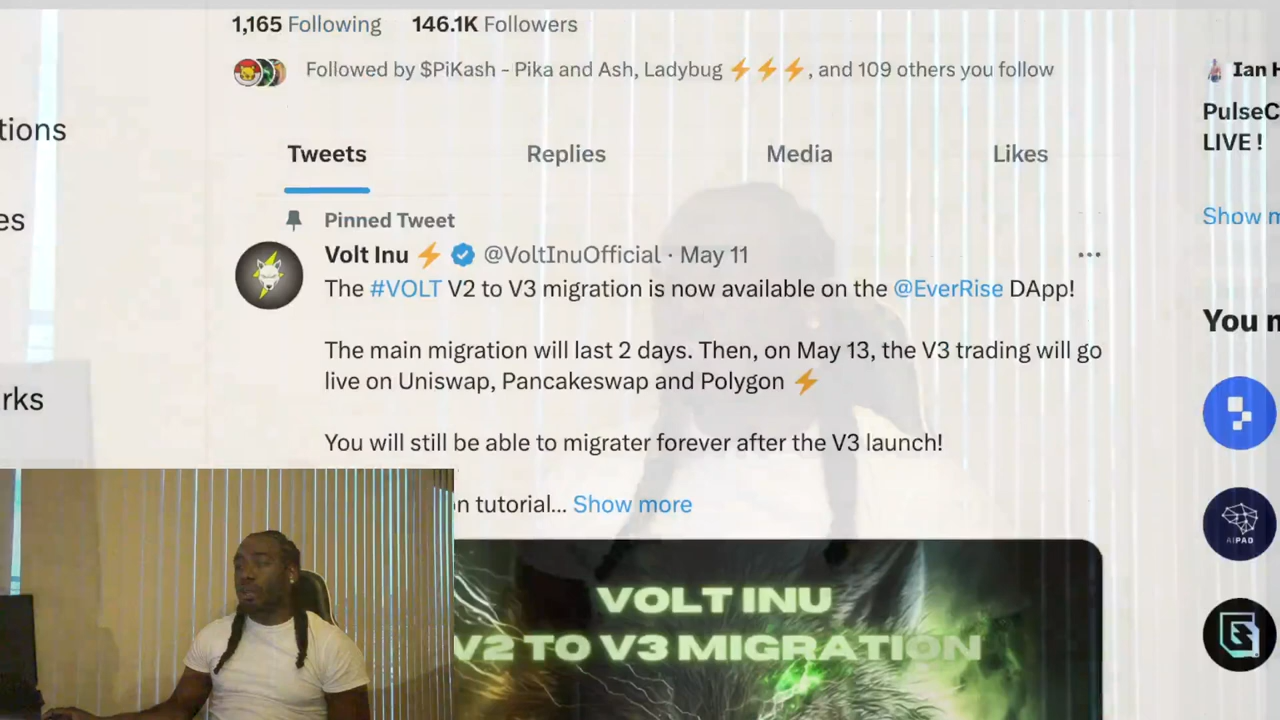 1,165 Following 146.1K Followers
Followed by $PiKash - Pika and Ash, Ladybug ⚡⚡⚡, and 109 others you follow
Ian H
tions
PulseC
LIVE !
Tweets Replies Media Likes
es
Show m
Pinned Tweet
Volt Inu ⚡ @VoltInuOfficial · May 11 ...
The #VOLT V2 to V3 migration is now available on the @EverRise DApp!
You m
The main migration will last 2 days. Then, on May 13, the V3 trading will go
live on Uniswap, Pancakeswap and Polygon ⚡
rks
You will still be able to migrater forever after the V3 launch!
n tutorial... Show more
AIPAD
VOLT INU
V2 TO V3 MIGRATION